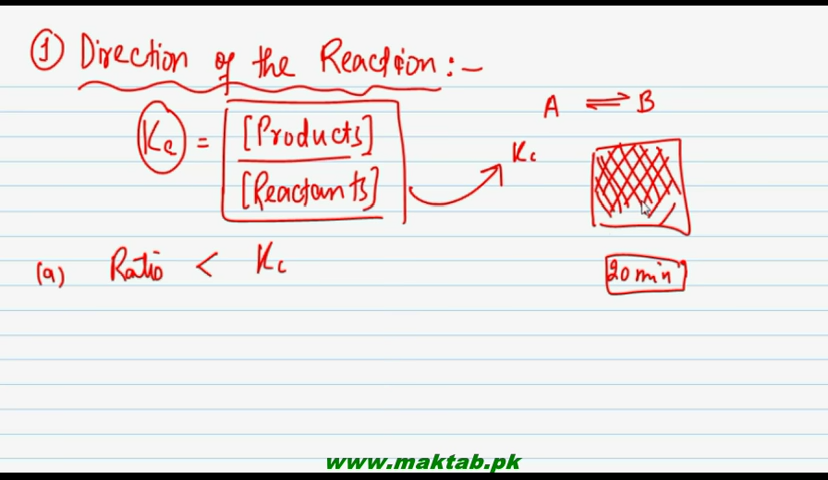 ① Direction of the Reaction :-
Kc = [Products]
[Reactants]
A ⇌ B
Kc
(a) Ratio < Kc
20 min
www.maktab.pk